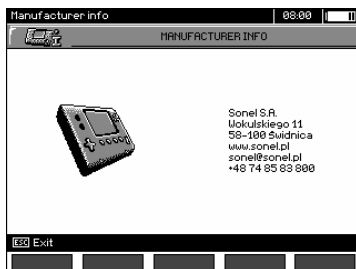 Manufacturer info 08:00
MANUFACTURER INFO
Sonel S.A.
Wokulskiego 11
58-100 Świdnica
www.sonel.pl
sonel@sonel.pl
+48 74 85 83 800
ESC Exit